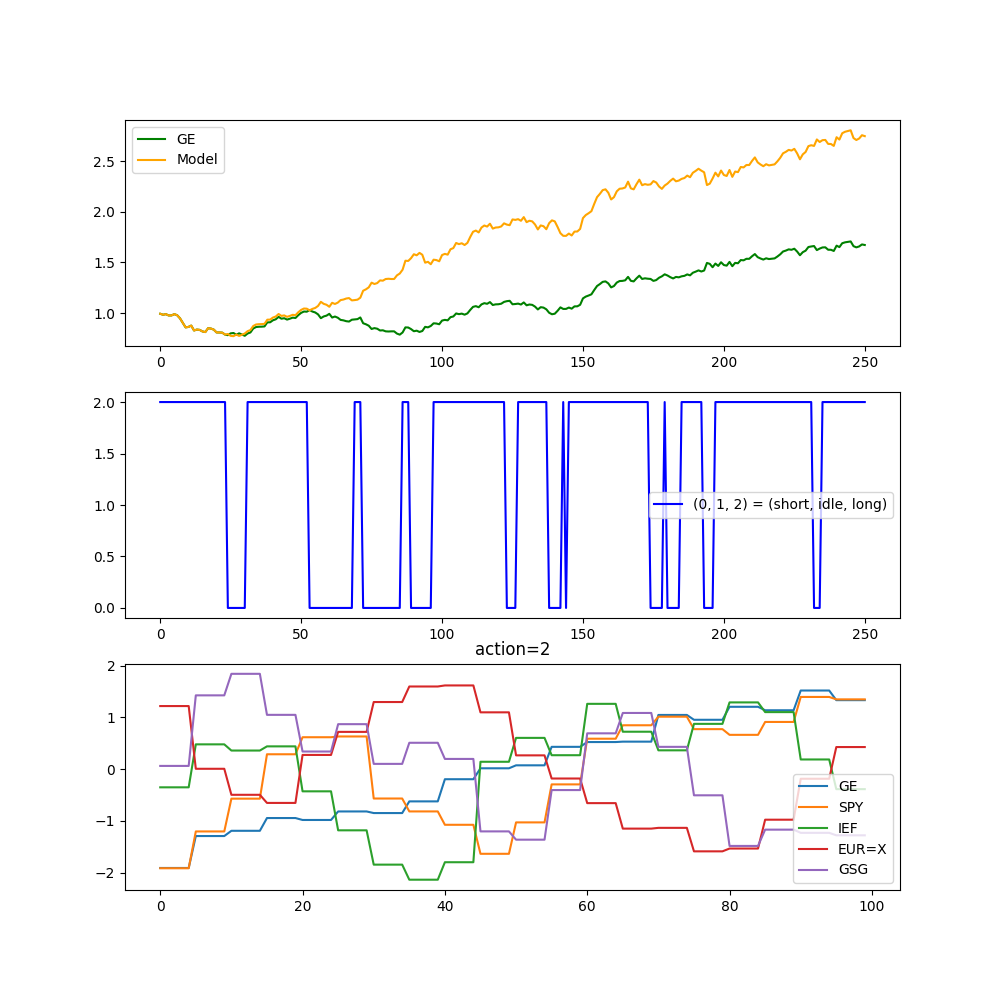 GE
Model
2.5
2.0
1.5
1.0
0 50 100 150 200 250
2.0
1.5
1.0
0.5
0.0
(0, 1, 2) = (short, idle, long)
0 50 100 150 200 250
action=2
2
1
0
−1
−2
GE
SPY
IEF
EUR=X
GSG
0 20 40 60 80 100